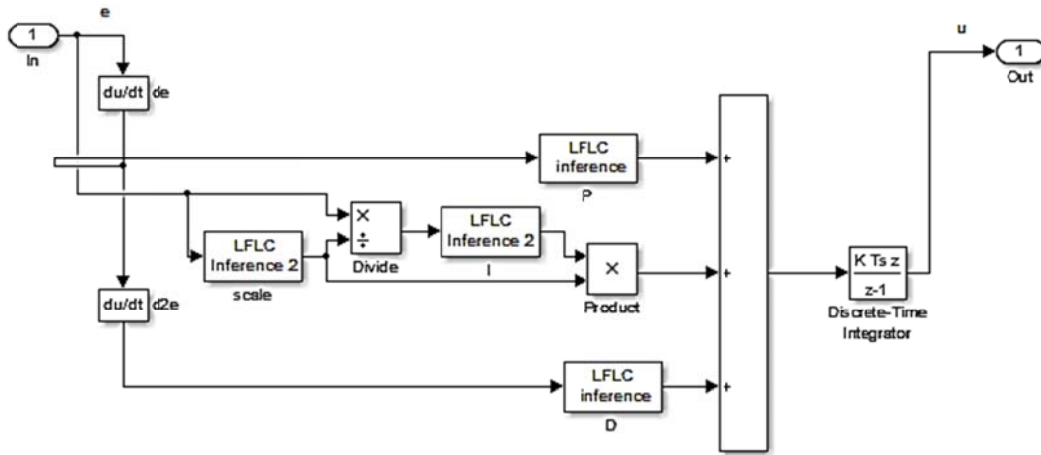 e
1
In
du/dt de
LFLC
inference
P
LFLC
Inference 2
scale
×
÷
Divide
LFLC
Inference 2
I
×
Product
du/dt d2e
LFLC
inference
D
+
+
+
K Ts z
z-1
Discrete-Time
Integrator
u
1
Out